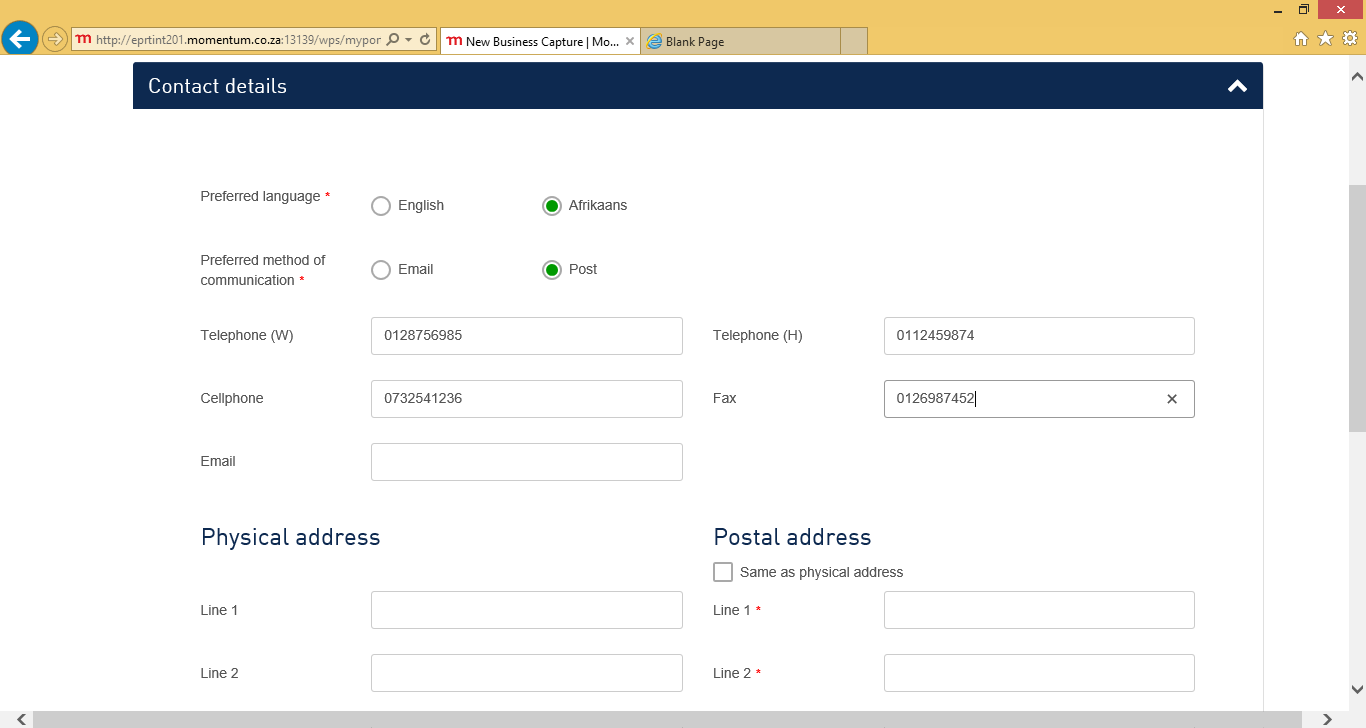 http://eprtint201.momentum.co.za:13139/wps/mypor
m New Business Capture | Mo...
Blank Page
Contact details
Preferred language *
English
Afrikaans
Preferred method of
communication *
Email
Post
Telephone (W)
0128756985
Telephone (H)
0112459874
Cellphone
0732541236
Fax
0126987452
Email
Physical address
Postal address
Same as physical address
Line 1
Line 1 *
Line 2
Line 2 *